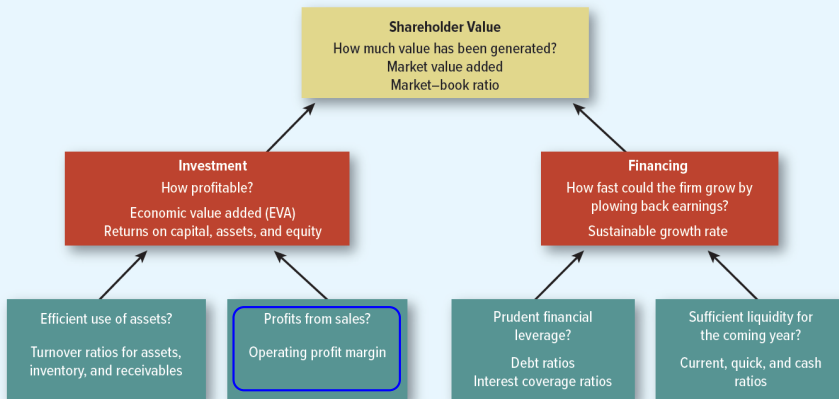 Shareholder Value
How much value has been generated?
Market value added
Market–book ratio
Investment
How profitable?
Economic value added (EVA)
Returns on capital, assets, and equity
Financing
How fast could the firm grow by
plowing back earnings?
Sustainable growth rate
Efficient use of assets?
Turnover ratios for assets,
inventory, and receivables
Profits from sales?
Operating profit margin
Prudent financial
leverage?
Debt ratios
Interest coverage ratios
Sufficient liquidity for
the coming year?
Current, quick, and cash
ratios